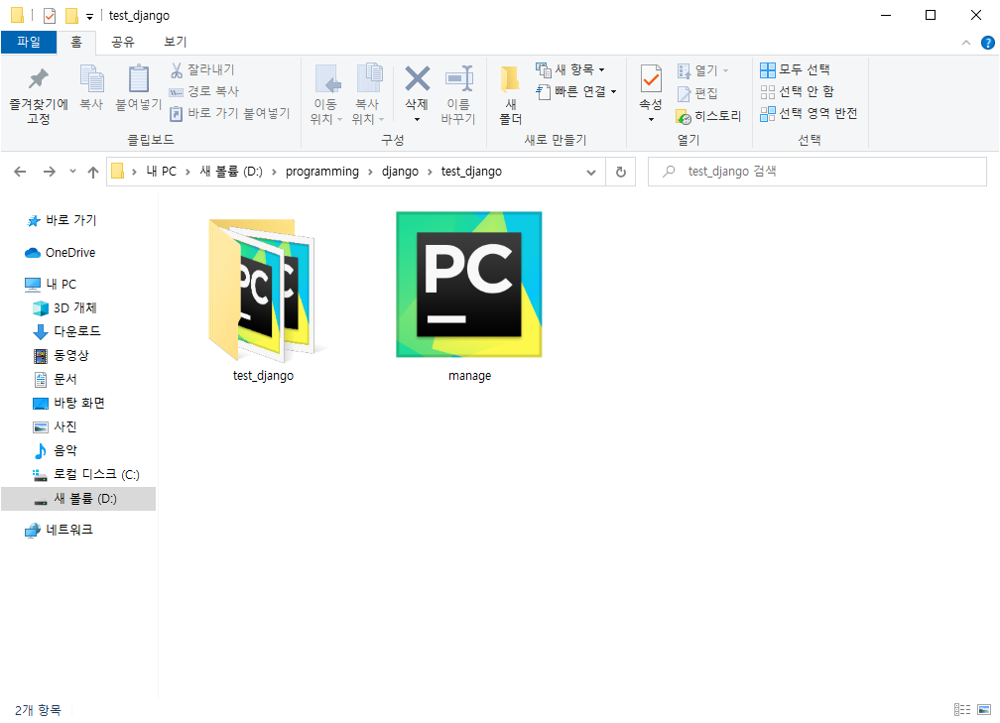 test_django
파일 홈 공유 보기
즐겨찾기에 고정
복사
붙여넣기
잘라내기
경로 복사
바로 가기 붙여넣기
클립보드
이동 위치
복사 위치
삭제
이름 바꾸기
구성
새 폴더
새 항목
빠른 연결
새로 만들기
속성
열기
편집
히스토리
열기
모두 선택
선택 안 함
선택 영역 반전
선택
내 PC > 새 볼륨 (D:) > programming > django > test_django
test_django 검색
바로 가기
OneDrive
내 PC
3D 개체
다운로드
동영상
문서
바탕 화면
사진
음악
로컬 디스크 (C:)
새 볼륨 (D:)
네트워크
PC
test_django
PC
manage
2개 항목